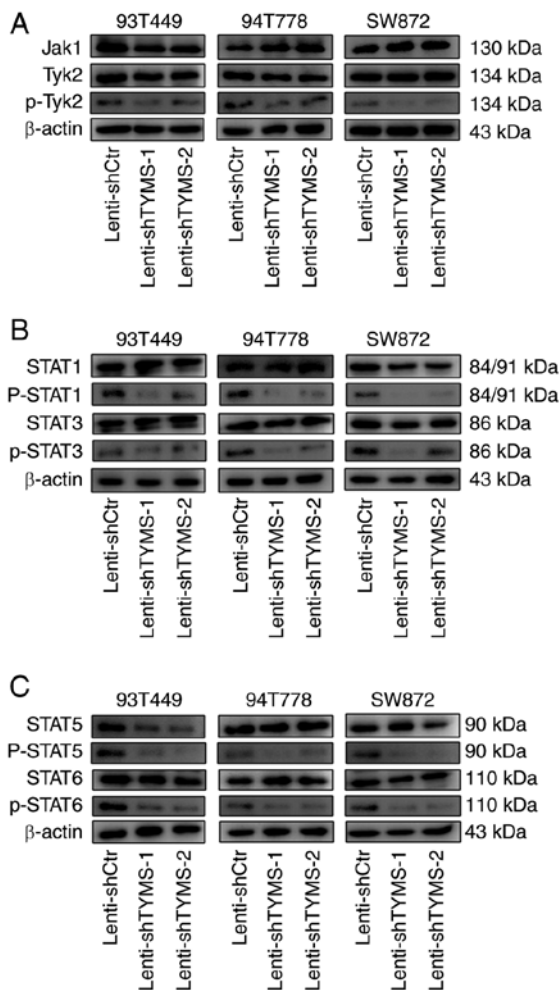 A
93T449 94T778 SW872
Jak1 130 kDa
Tyk2 134 kDa
p-Tyk2 134 kDa
β-actin 43 kDa
Lenti-shCtr Lenti-shTYMS-1 Lenti-shTYMS-2 Lenti-shCtr Lenti-shTYMS-1 Lenti-shTYMS-2 Lenti-shCtr Lenti-shTYMS-1 Lenti-shTYMS-2
B
93T449 94T778 SW872
STAT1 84/91 kDa
P-STAT1 84/91 kDa
STAT3 86 kDa
p-STAT3 86 kDa
β-actin 43 kDa
Lenti-shCtr Lenti-shTYMS-1 Lenti-shTYMS-2 Lenti-shCtr Lenti-shTYMS-1 Lenti-shTYMS-2 Lenti-shCtr Lenti-shTYMS-1 Lenti-shTYMS-2
C
93T449 94T778 SW872
STAT5 90 kDa
P-STAT5 90 kDa
STAT6 110 kDa
p-STAT6 110 kDa
β-actin 43 kDa
Lenti-shCtr Lenti-shTYMS-1 Lenti-shTYMS-2 Lenti-shCtr Lenti-shTYMS-1 Lenti-shTYMS-2 Lenti-shCtr Lenti-shTYMS-1 Lenti-shTYMS-2